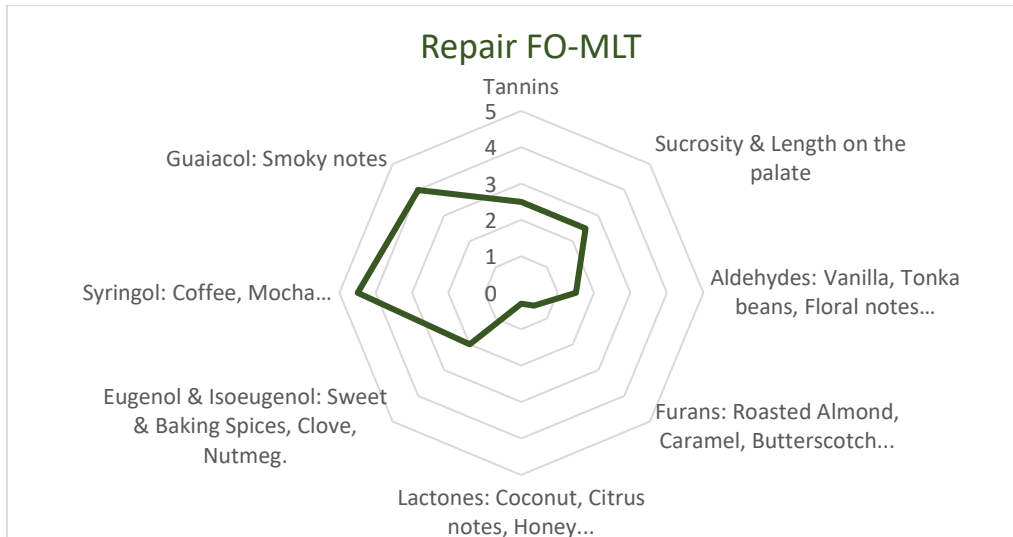 Repair FO-MLT
Tannins
5
4
3
2
1
0
Sucrosity & Length on the
palate
Aldehydes: Vanilla, Tonka
beans, Floral notes…
Furans: Roasted Almond,
Caramel, Butterscotch...
Lactones: Coconut, Citrus
notes, Honey...
Eugenol & Isoeugenol: Sweet
& Baking Spices, Clove,
Nutmeg.
Syringol: Coffee, Mocha…
Guaiacol: Smoky notes